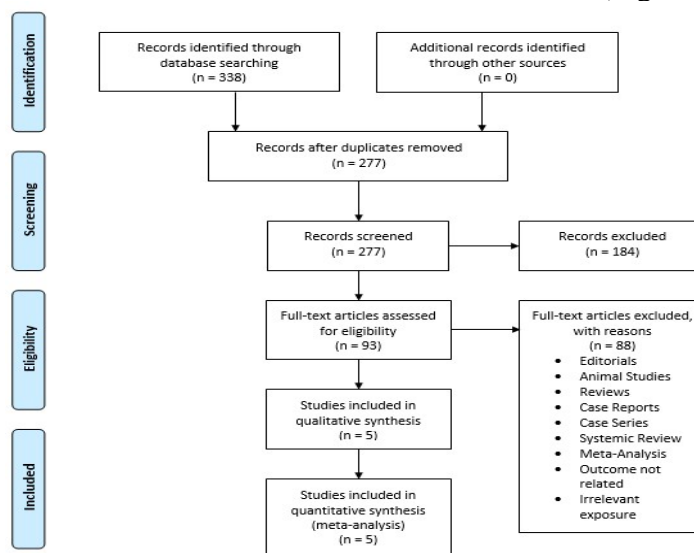 Identification
Records identified through
database searching
(n = 338)
Additional records identified
through other sources
(n = 0)
Records after duplicates removed
(n = 277)
Screening
Records screened
(n = 277)
Records excluded
(n = 184)
Eligibility
Full-text articles assessed
for eligibility
(n = 93)
Full-text articles excluded,
with reasons
(n = 88)
• Editorials
• Animal Studies
• Reviews
• Case Reports
• Case Series
• Systemic Review
• Meta-Analysis
• Outcome not
related
• Irrelevant
exposure
Studies included in
qualitative synthesis
(n = 5)
Included
Studies included in
quantitative synthesis
(meta-analysis)
(n = 5)